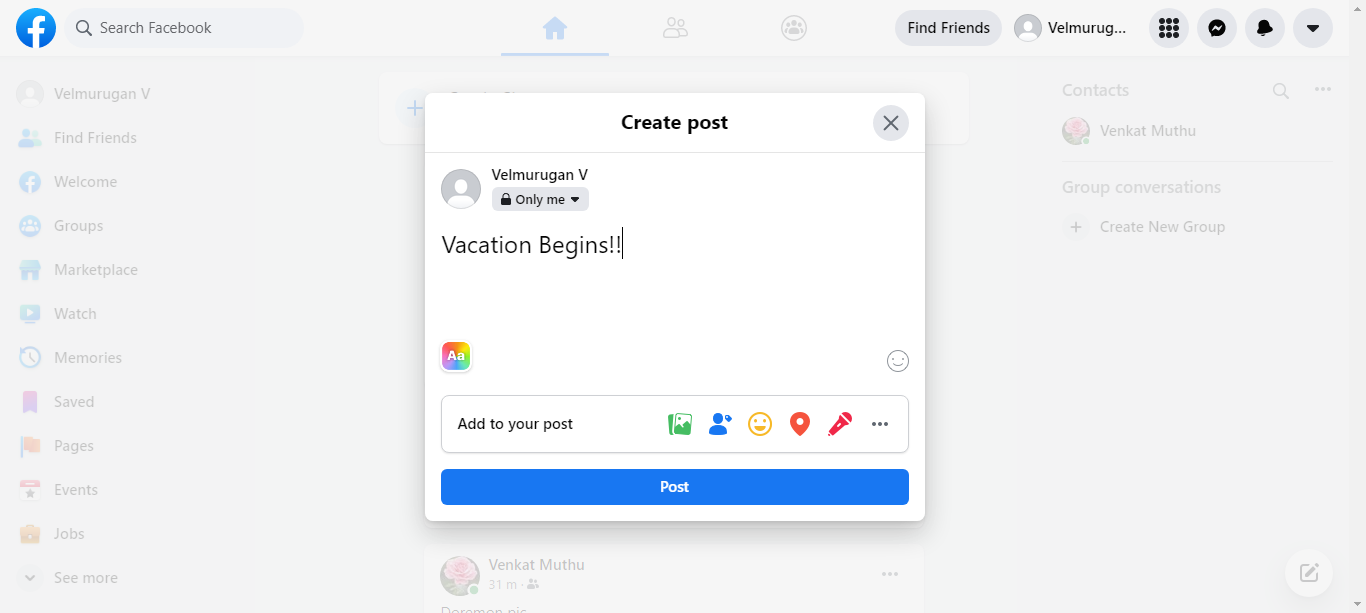 Search Facebook
Find Friends
Velmurug...
Velmurugan V
Find Friends
Welcome
Groups
Marketplace
Watch
Memories
Saved
Pages
Events
Jobs
See more
Create post
Velmurugan V
Only me
Vacation Begins!!
Aa
Add to your post
Post
Venkat Muthu
31 m ·
Doremon pic
Contacts
Venkat Muthu
Group conversations
Create New Group